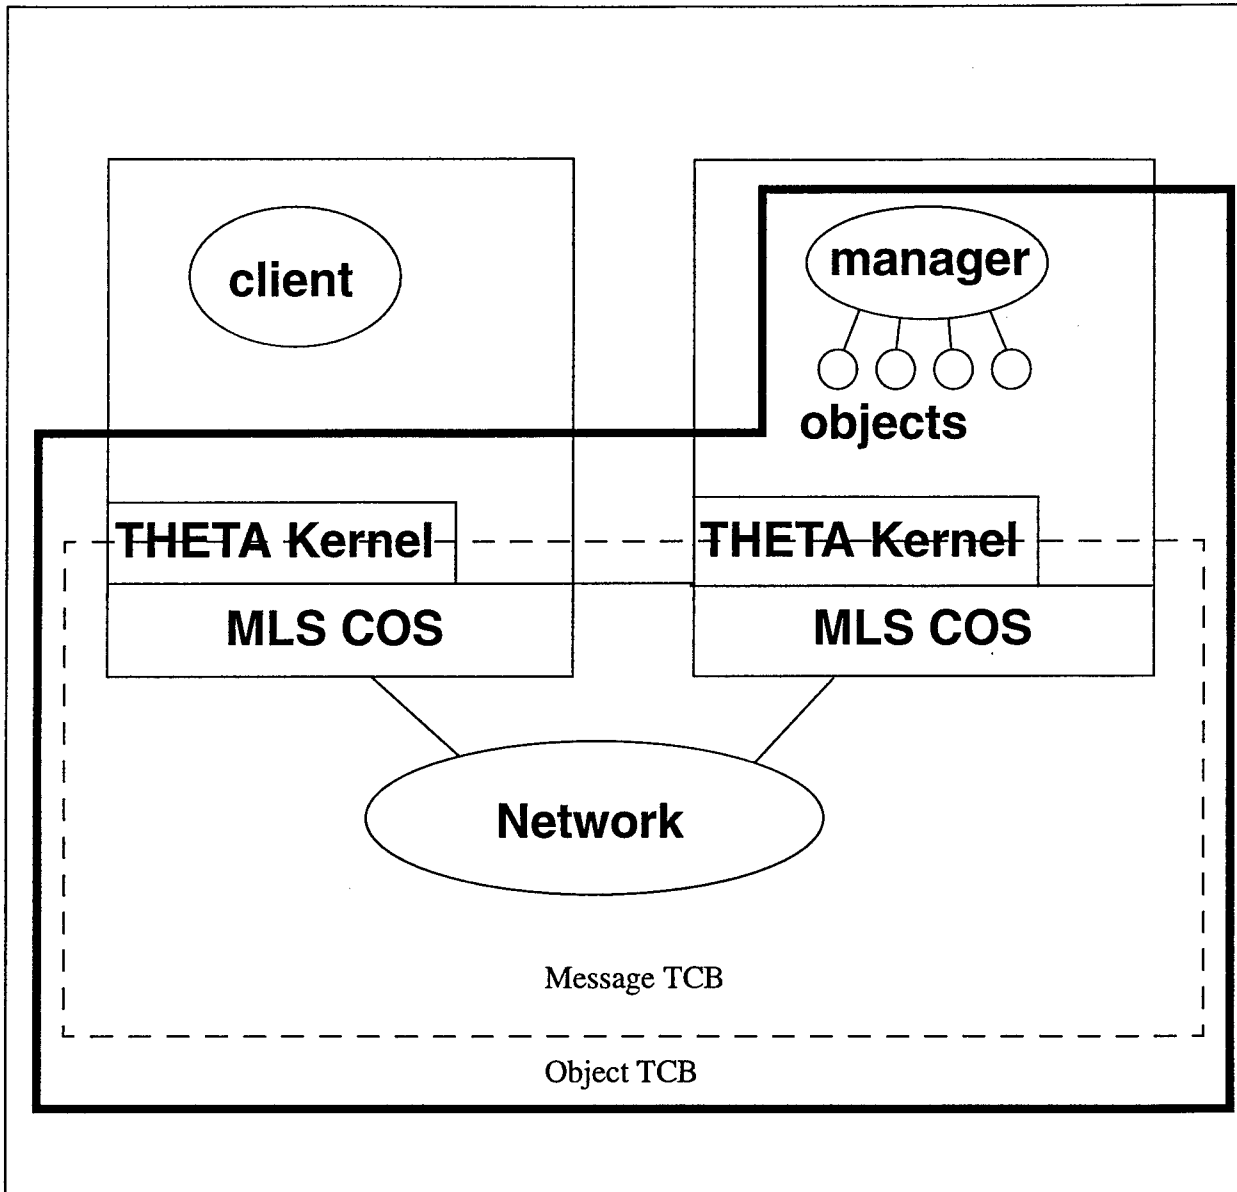 client
manager
objects
THETA Kernel
THETA Kernel
MLS COS
MLS COS
Network
Message TCB
Object TCB